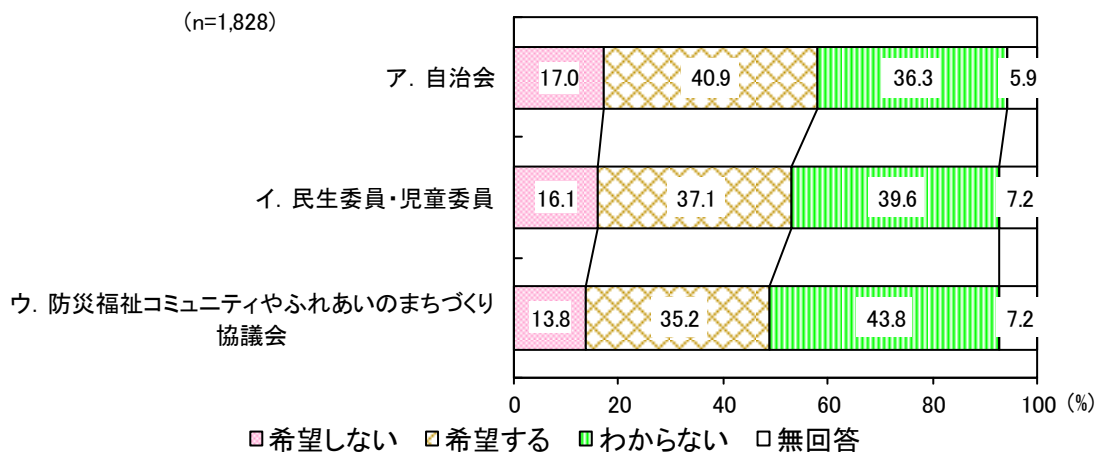 (n=1,828)
ア．自治会
17.0 40.9 36.3 5.9
イ．民生委員・児童委員
16.1 37.1 39.6 7.2
ウ．防災福祉コミュニティやふれあいのまちづくり
協議会
13.8 35.2 43.8 7.2
0 20 40 60 80 100 (%)
希望しない 希望する わからない 無回答